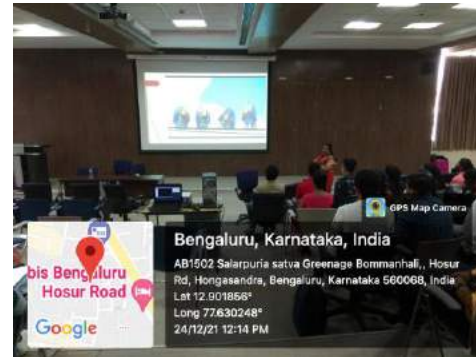 GPS Map Camera
Bengaluru, Karnataka, India
AB1502 Salarpuria satva Greenage Bommanhali,, Hosur
Rd, Hongasandra, Bengaluru, Karnataka 560068, India
Lat 12.901856°
Long 77.630248°
24/12/21 12:14 PM
bis Bengaluru
Hosur Road
Google